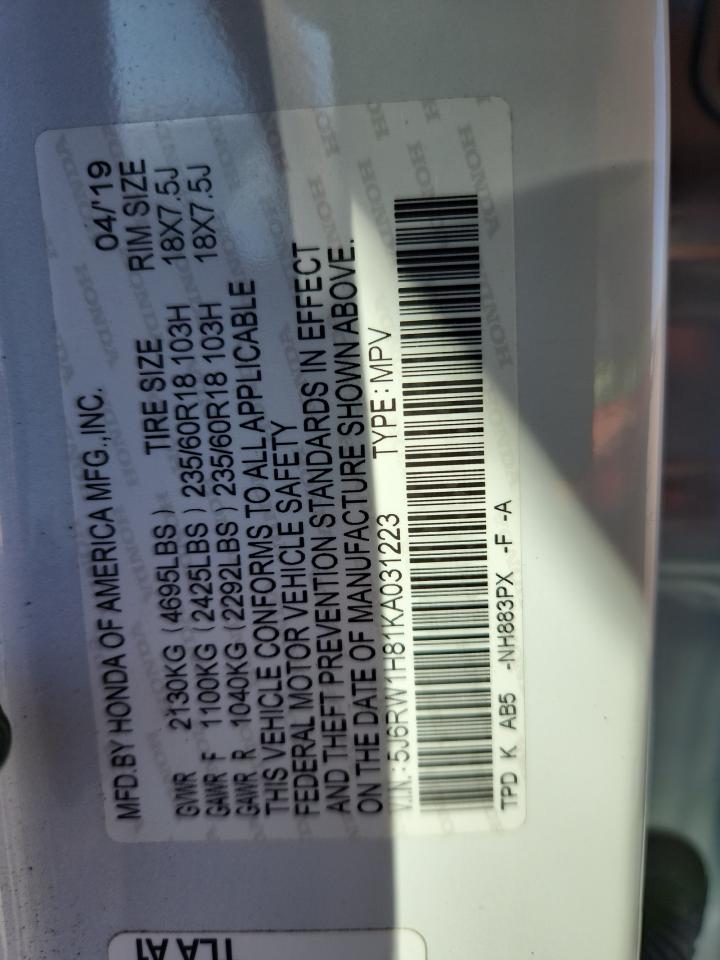 MFD.BY HONDA OF AMERICA MFG.,INC. 04/'19
TIRE SIZE RIM SIZE
GVWR 2130KG (4695LBS)
GAWR F 1100KG (2425LBS) 235/60R18 103H 18X7.5J
GAWR R 1040KG (2292LBS) 235/60R18 103H 18X7.5J
THIS VEHICLE CONFORMS TO ALL APPLICABLE
FEDERAL MOTOR VEHICLE SAFETY
AND THEFT PREVENTION STANDARDS IN EFFECT
ON THE DATE OF MANUFACTURE SHOWN ABOVE.
V.I.N.: 5J6RW1H81KA031223 TYPE: MPV
TPD K AB5 -NH883PX -F -A
HONDA